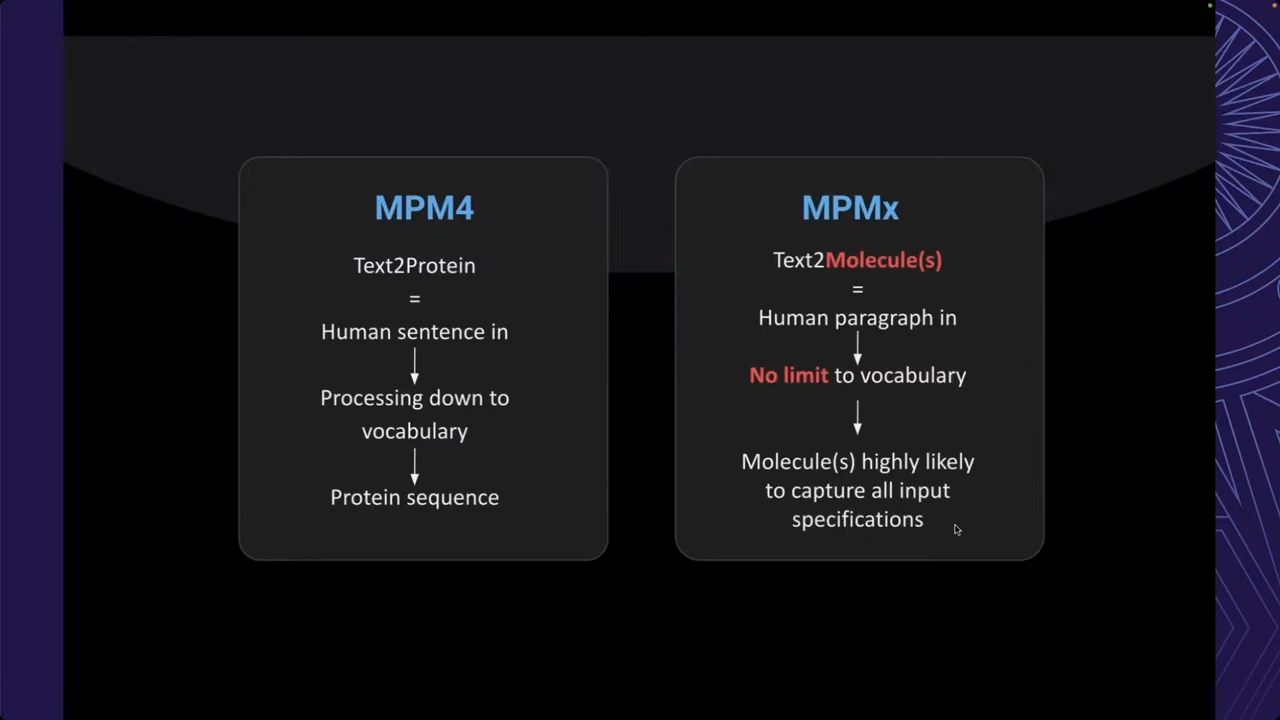 MPM4
Text2Protein
=
Human sentence in
Processing down to
vocabulary
Protein sequence
MPMx
Text2Molecule(s)
=
Human paragraph in
No limit to vocabulary
Molecule(s) highly likely
to capture all input
specifications